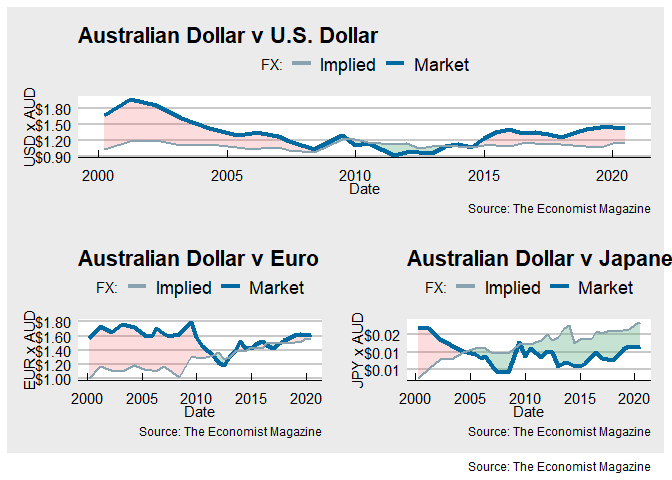 Australian Dollar v U.S. Dollar
FX: Implied Market
USD x AUD
$1.80
$1.50
$1.20
$0.90
2000 2005 2010 2015 2020
Date
Source: The Economist Magazine
Australian Dollar v Euro
FX: Implied Market
EUR x AUD
$1.80
$1.60
$1.40
$1.20
$1.00
2000 2005 2010 2015 2020
Date
Source: The Economist Magazine
Australian Dollar v Japane
FX: Implied Market
JPY x AUD
$0.02
$0.01
$0.01
2000 2005 2010 2015 2020
Date
Source: The Economist Magazine
Source: The Economist Magazine